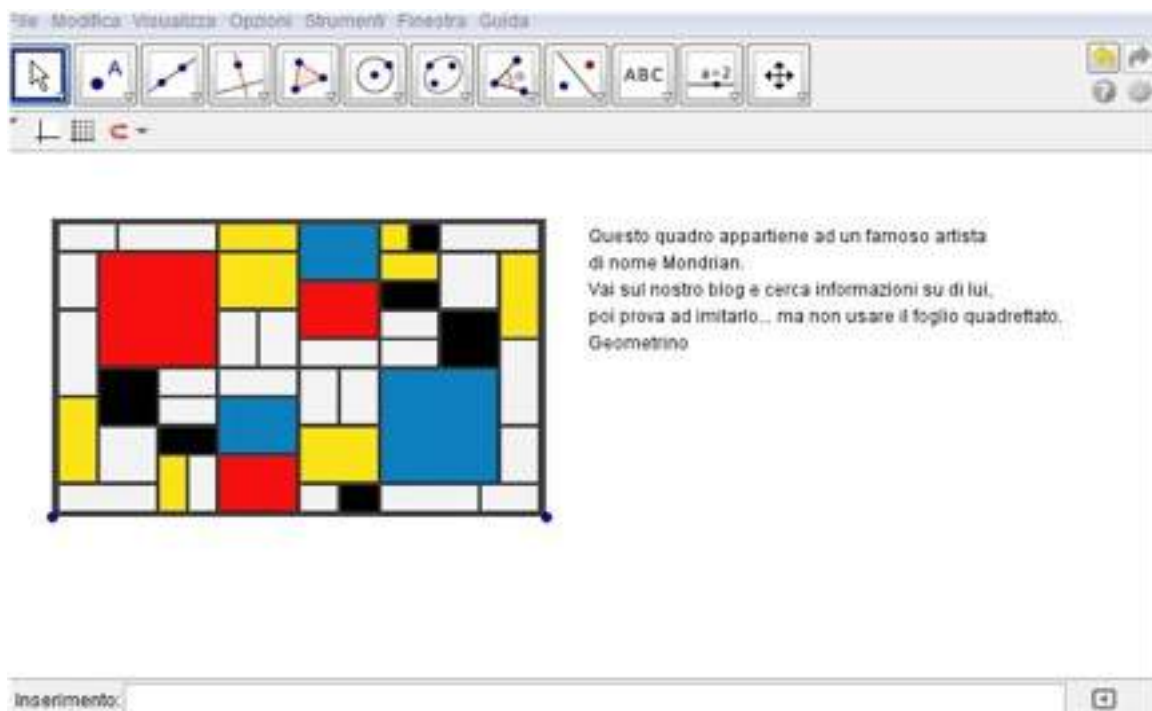 File Modifica Visualizza Opzioni Strumenti Finestra Guida
A
ABC
a=2
Questo quadro appartiene ad un famoso artista
di nome Mondrian.
Vai sul nostro blog e cerca informazioni su di lui,
poi prova ad imitarlo... ma non usare il foglio quadrettato.
Geometrino
Inserimento: